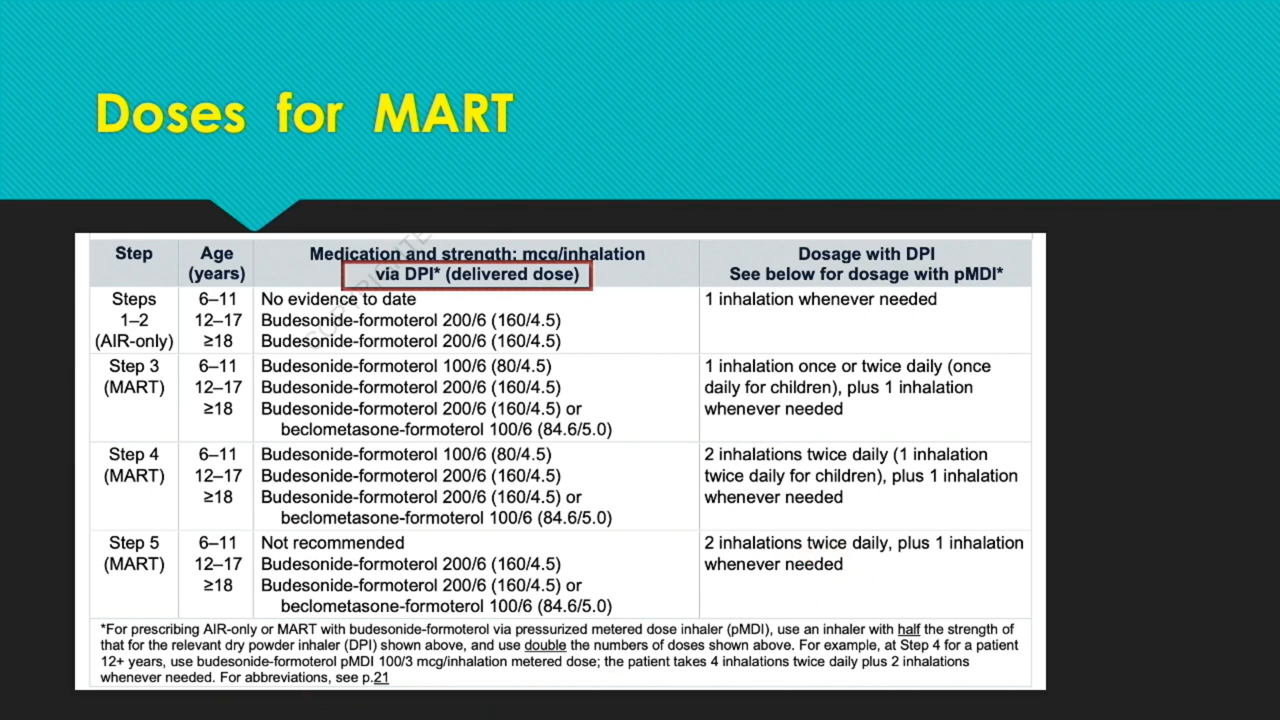 Doses for MART
Step
Age
(years)
Medication and strength: mcg/inhalation
via DPI* (delivered dose)
Dosage with DPI
See below for dosage with pMDI*
Steps
1–2
(AIR-only)
6–11
12–17
≥18
No evidence to date
Budesonide-formoterol 200/6 (160/4.5)
Budesonide-formoterol 200/6 (160/4.5)
1 inhalation whenever needed
Step 3
(MART)
6–11
12–17
≥18
Budesonide-formoterol 100/6 (80/4.5)
Budesonide-formoterol 200/6 (160/4.5)
Budesonide-formoterol 200/6 (160/4.5) or
beclometasone-formoterol 100/6 (84.6/5.0)
1 inhalation once or twice daily (once
daily for children), plus 1 inhalation
whenever needed
Step 4
(MART)
6–11
12–17
≥18
Budesonide-formoterol 100/6 (80/4.5)
Budesonide-formoterol 200/6 (160/4.5)
Budesonide-formoterol 200/6 (160/4.5) or
beclometasone-formoterol 100/6 (84.6/5.0)
2 inhalations twice daily (1 inhalation
twice daily for children), plus 1 inhalation
whenever needed
Step 5
(MART)
6–11
12–17
≥18
Not recommended
Budesonide-formoterol 200/6 (160/4.5)
Budesonide-formoterol 200/6 (160/4.5) or
beclometasone-formoterol 100/6 (84.6/5.0)
2 inhalations twice daily, plus 1 inhalation
whenever needed
*For prescribing AIR-only or MART with budesonide-formoterol via pressurized metered dose inhaler (pMDI), use an inhaler with half the strength of
that for the relevant dry powder inhaler (DPI) shown above, and use double the numbers of doses shown above. For example, at Step 4 for a patient
12+ years, use budesonide-formoterol pMDI 100/3 mcg/inhalation metered dose; the patient takes 4 inhalations twice daily plus 2 inhalations
whenever needed. For abbreviations, see p.21